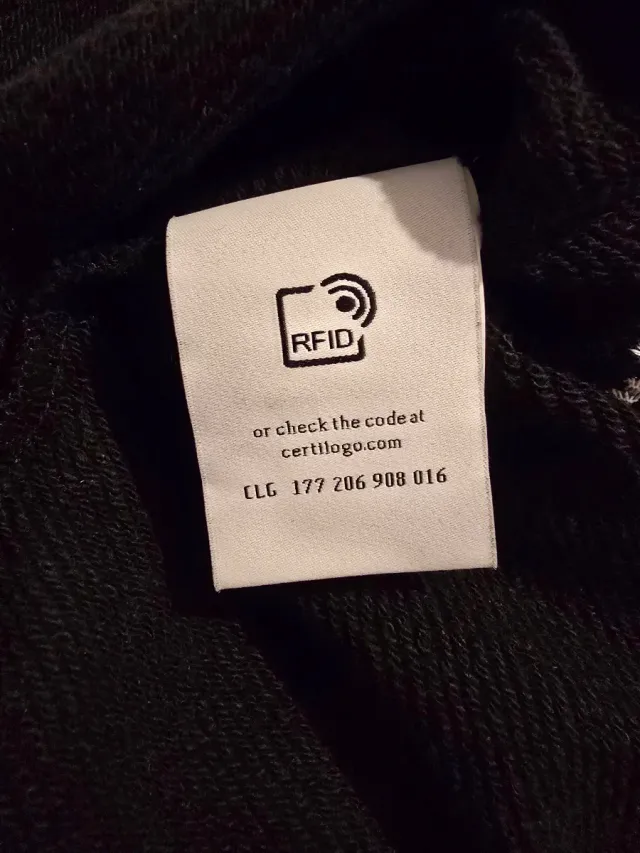 RFID
or check the code at
certilogo.com
CLG 177 206 908 016